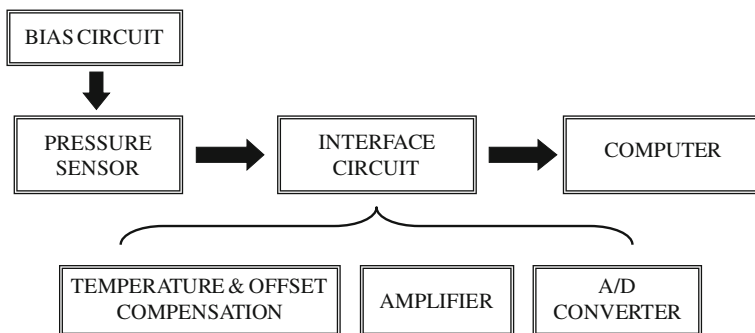 BIAS CIRCUIT
PRESSURE
SENSOR
INTERFACE
CIRCUIT
COMPUTER
TEMPERATURE & OFFSET
COMPENSATION
AMPLIFIER
A/D
CONVERTER